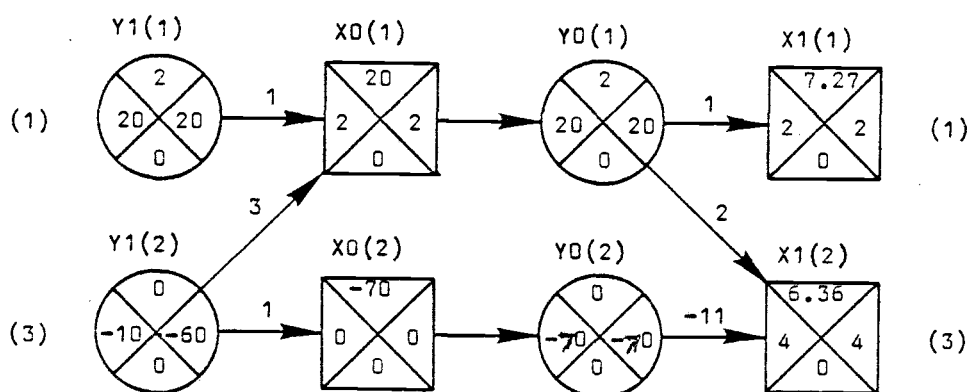 Y1(1) X0(1) Y0(1) X1(1)
2 20 2 7.27
1 1
(1) 20 20 2 2 20 20 2 2 (1)
0 0 0 0
3 2
Y1(2) X0(2) Y0(2) X1(2)
0 -70 0 6.36
1 -11
(3) -10 -60 0 0 -70 -70 4 4 (3)
0 0 0 0